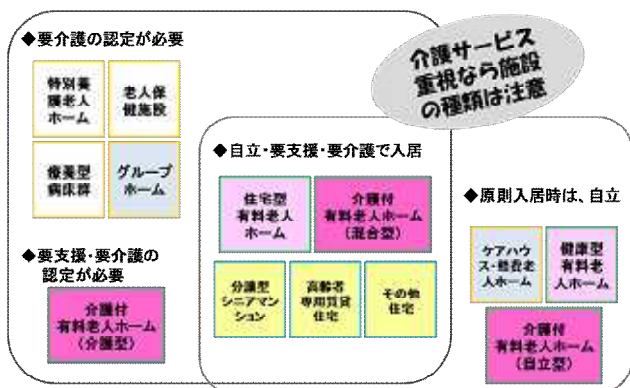 ◆要介護の認定が必要
特別養
護老人
ホーム
老人保
健施設
療養型
病床群
グループ
ホーム
◆要支援・要介護の
認定が必要
介護付
有料老人ホーム
(介護型)
介護サービス
重視なら施設
の種類は注意
◆自立・要支援・要介護で入居
住宅型
有料老人
ホーム
介護付
有料老人ホーム
(混合型)
分譲型
シニアマン
ション
高齢者
専用賃貸
住宅
その他
住宅
◆原則入居時は、自立
ケアハウ
ス・軽費老
人ホーム
健康型
有料老
人ホーム
介護付
有料老人ホーム
(自立型)